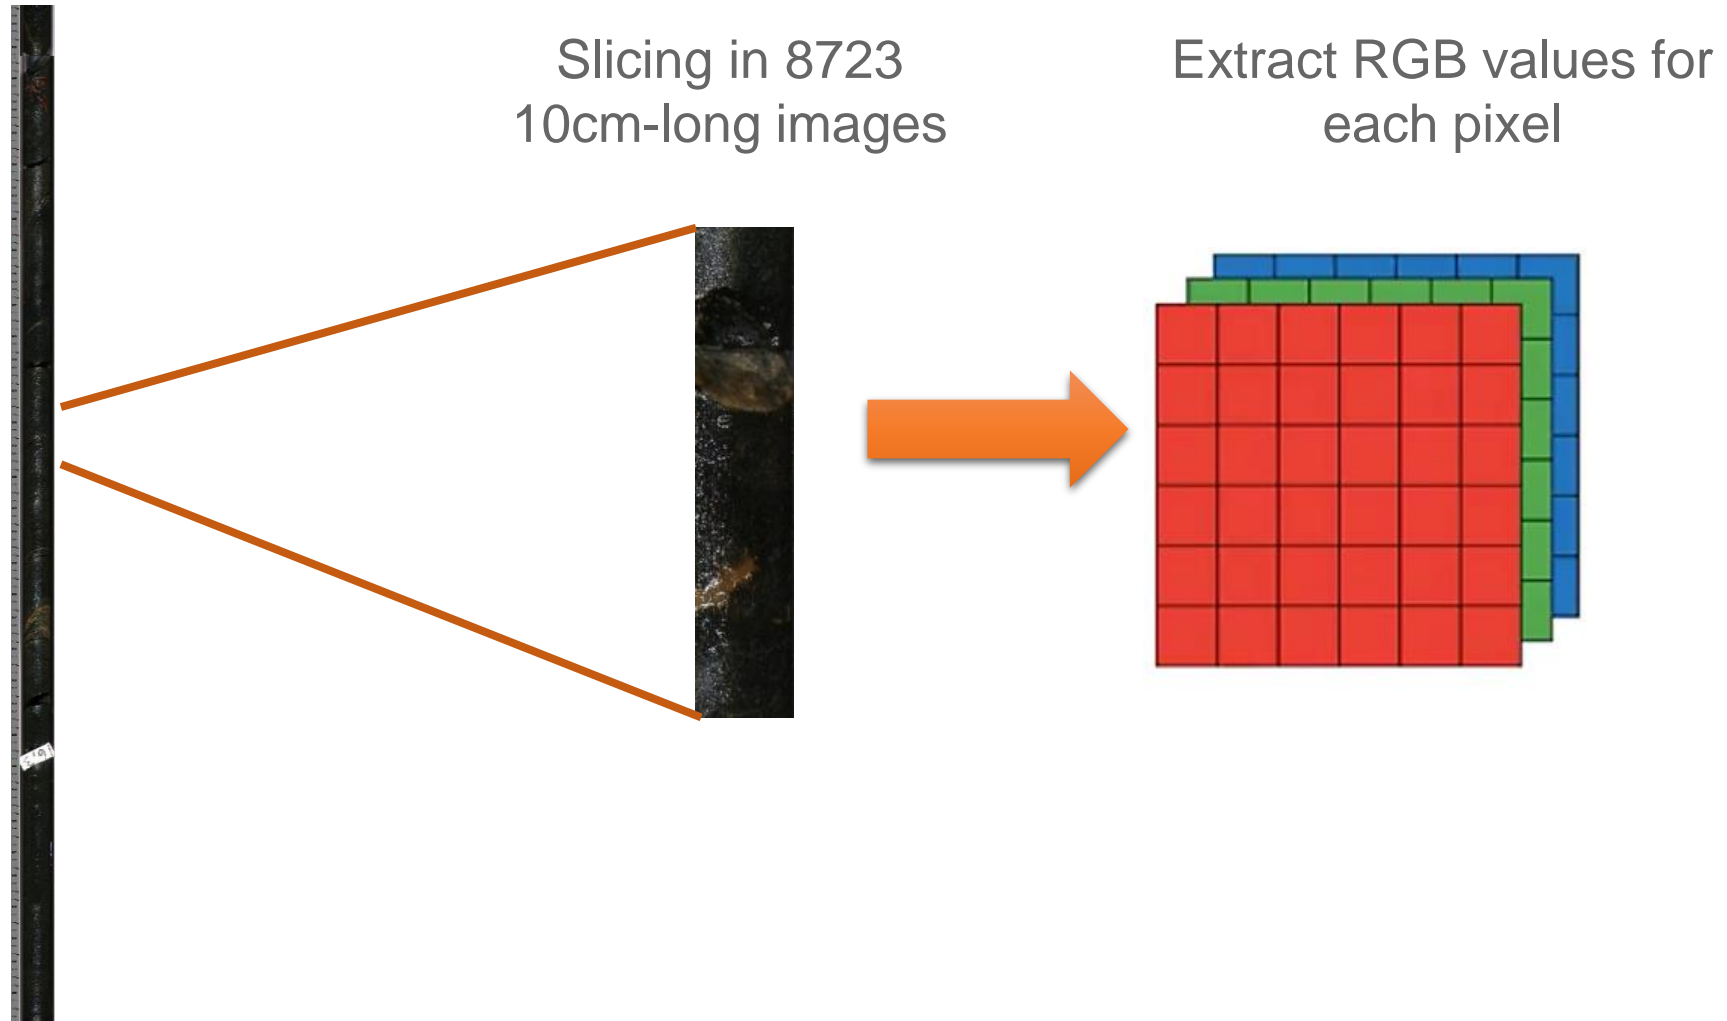 Slicing in 8723
10cm-long images
Extract RGB values for
each pixel